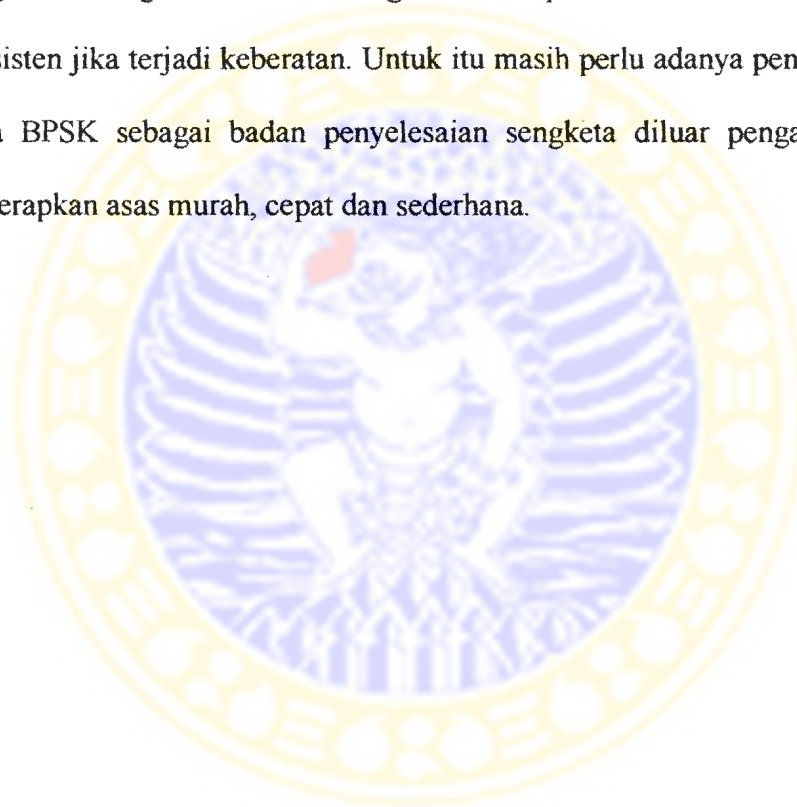 isten jika terjadi keberatan. Untuk itu masih perlu adanya pen
BPSK sebagai badan penyelesaian sengketa diluar penga
erapkan asas murah, cepat dan sederhana.